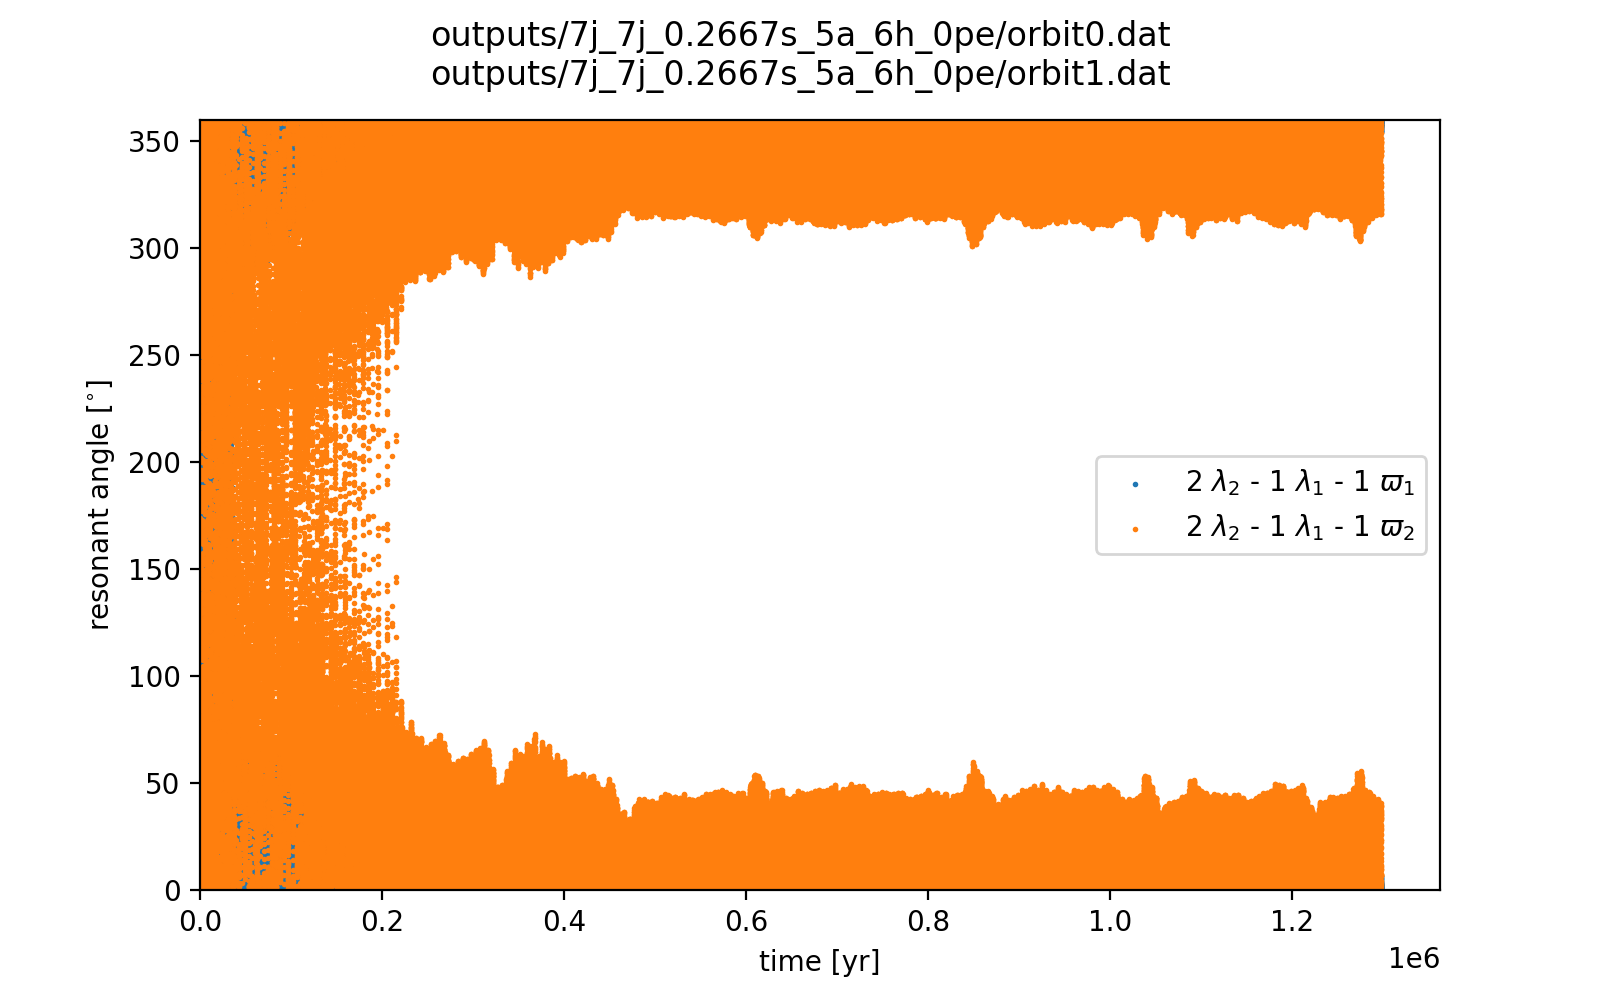 outputs/7j_7j_0.2667s_5a_6h_0pe/orbit0.dat
outputs/7j_7j_0.2667s_5a_6h_0pe/orbit1.dat
350
300
250
200
150
100
50
0
resonant angle [°]
2 λ₂ - 1 λ₁ - 1 ϖ₁
2 λ₂ - 1 λ₁ - 1 ϖ₂
0.0 0.2 0.4 0.6 0.8 1.0 1.2
1e6
time [yr]